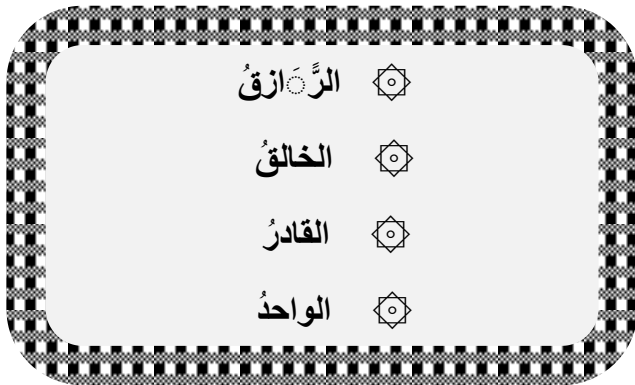 ۞ الرًّ◌َازقُ
۞ الخالقُ
۞ القادرُ
۞ الواحدُ